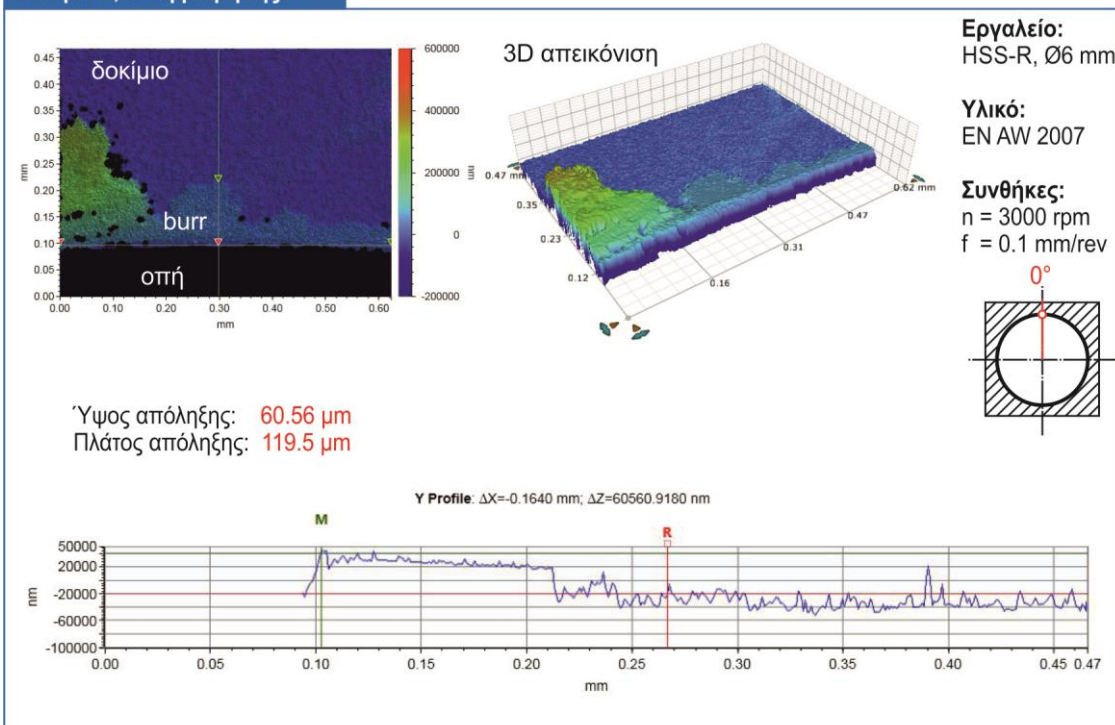 3D απεικόνιση
δοκίμιο
burr
οπή
0.45
0.40
0.35
0.30
0.25
0.20
0.15
0.10
0.05
0.00
mm
0.00 0.10 0.20 0.30 0.40 0.50 0.60
mm
600000
400000
200000
0
-200000
nm
0.47 mm
0.35
0.23
0.12
0.16
0.31
0.47
0.62 mm
Εργαλείο:
HSS-R, Ø6 mm
Υλικό:
EN AW 2007
Συνθήκες:
n = 3000 rpm
f = 0.1 mm/rev
0°
Ύψος απόληξης: 60.56 μm
Πλάτος απόληξης: 119.5 μm
Y Profile: ΔX=-0.1640 mm; ΔZ=60560.9180 nm
M
R
50000
20000
-20000
-60000
-100000
nm
0.00 0.05 0.10 0.15 0.20 0.25 0.30 0.35 0.40 0.45 0.47
mm